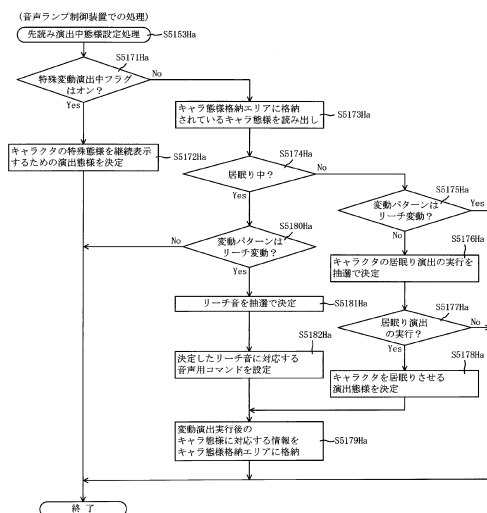 (音声ランプ制御装置での処理)
先読み演出中態様設定処理
S5153Ha
S5171Ha
特殊変動演出中フラグ
はオン?
No
Yes
キャラ態様格納エリアに格納
されているキャラ態様を読み出し
S5173Ha
キャラクタの特殊態様を継続表示
するための演出態様を決定
S5172Ha
S5174Ha
居眠り中?
No
Yes
S5175Ha
変動パターンは
リーチ変動?
Yes
No
S5180Ha
変動パターンは
リーチ変動?
No
Yes
S5176Ha
キャラクタの居眠り演出の実行を
抽選で決定
リーチ音を抽選で決定
S5181Ha
S5177Ha
居眠り演出
の実行?
No
Yes
S5182Ha
決定したリーチ音に対応する
音声用コマンドを設定
S5178Ha
キャラクタを居眠りさせる
演出態様を決定
変動演出実行後の
キャラ態様に対応する情報を
キャラ態様格納エリアに格納
S5179Ha
終了